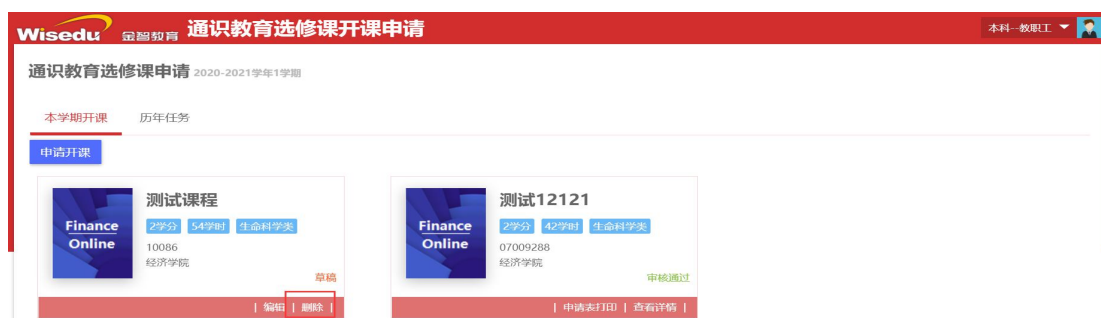 Wisedu 金智教育 通识教育选修课开课申请
本科--教职工
通识教育选修课申请 2020-2021学年1学期
本学期开课 历年任务
申请开课
Finance Online
测试课程
2学分 54学时 生命科学类
10086
经济学院
草稿
| 编辑 | 删除 |
Finance Online
测试12121
2学分 42学时 生命科学类
07009288
经济学院
审核通过
| 申请表打印 | 查看详情 |